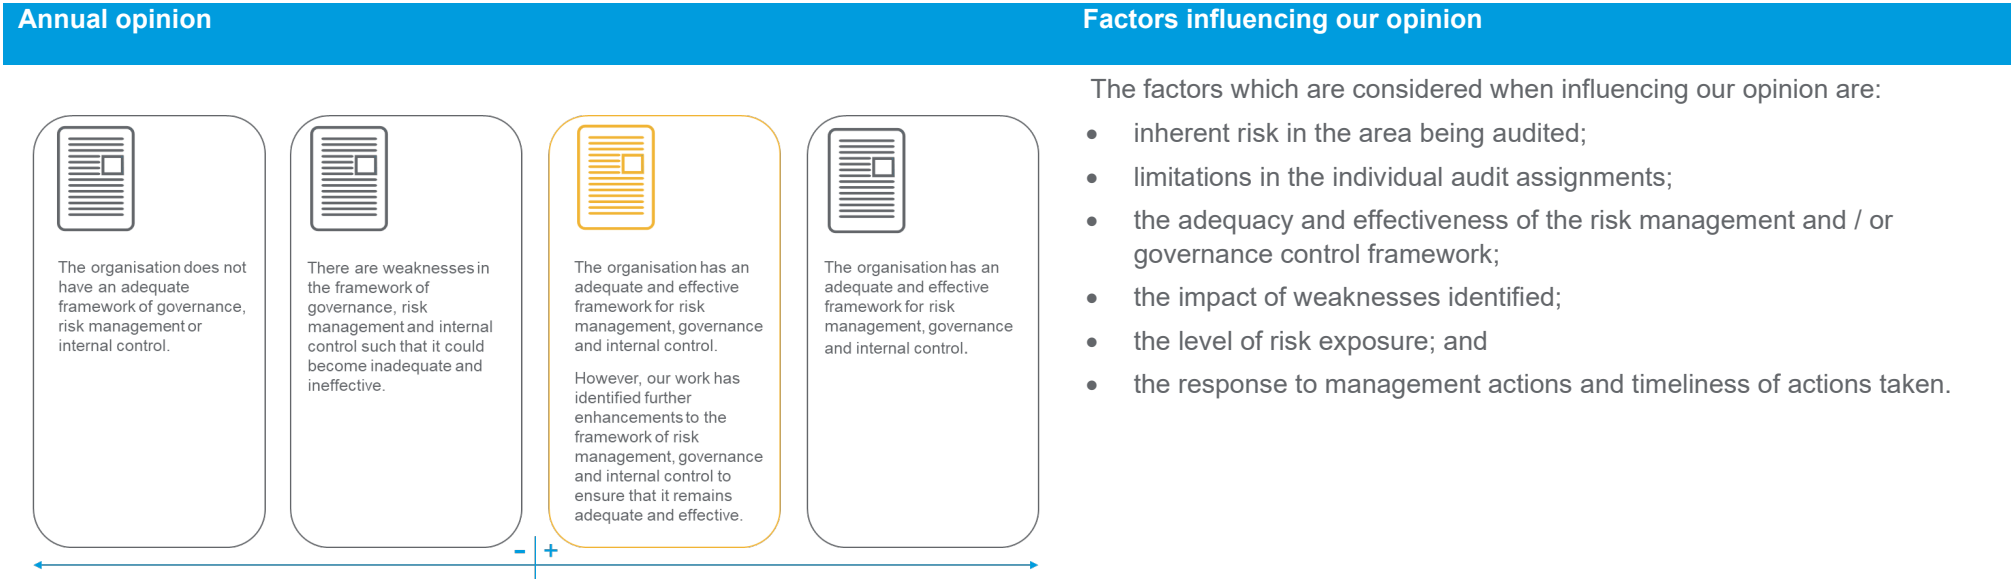 Annual opinion
The organisation does not
have an adequate
framework of governance,
risk management or
internal control.
There are weaknesses in
the framework of
governance, risk
management and internal
control such that it could
become inadequate and
ineffective.
The organisation has an
adequate and effective
framework for risk
management, governance
and internal control.
However, our work has
identified further
enhancements to the
framework of risk
management, governance
and internal control to
ensure that it remains
adequate and effective.
The organisation has an
adequate and effective
framework for risk
management, governance
and internal control.
- +
Factors influencing our opinion
The factors which are considered when influencing our opinion are:
• inherent risk in the area being audited;
• limitations in the individual audit assignments;
• the adequacy and effectiveness of the risk management and / or
governance control framework;
• the impact of weaknesses identified;
• the level of risk exposure; and
• the response to management actions and timeliness of actions taken.